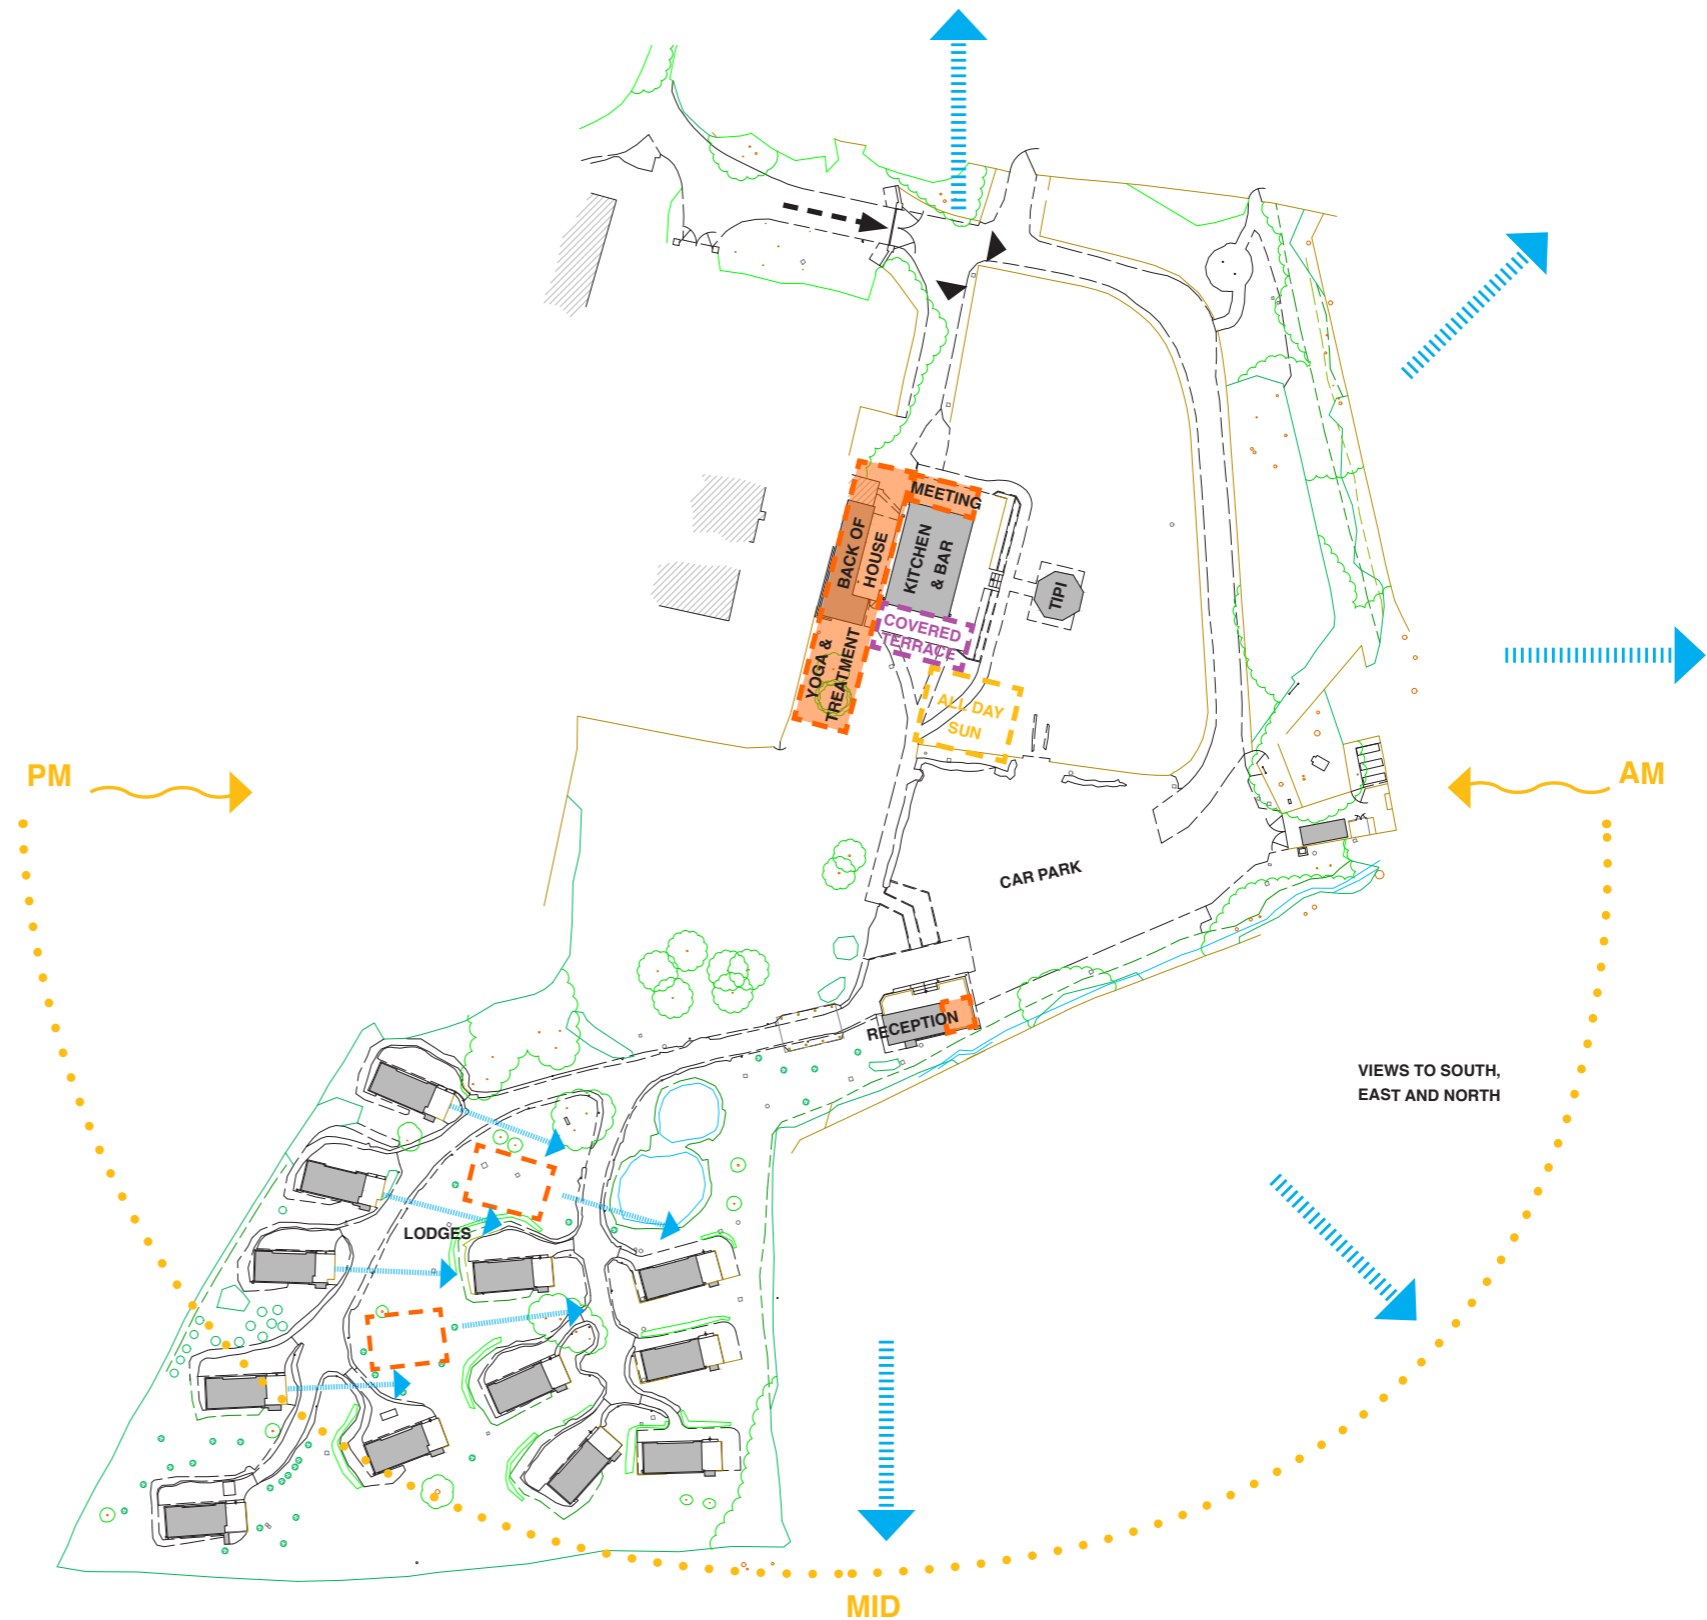 MEETING
BACK OF
HOUSE
KITCHEN
& BAR
TIPI
COVERED
TERRACE
YOGA &
TREATMENT
ALL DAY
SUN
PM
AM
CAR PARK
RECEPTION
VIEWS TO SOUTH,
EAST AND NORTH
LODGES
MID